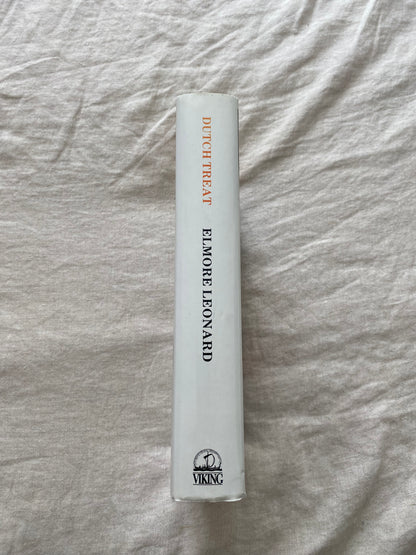 DUTCH TREAT
ELMORE LEONARD
VIKING